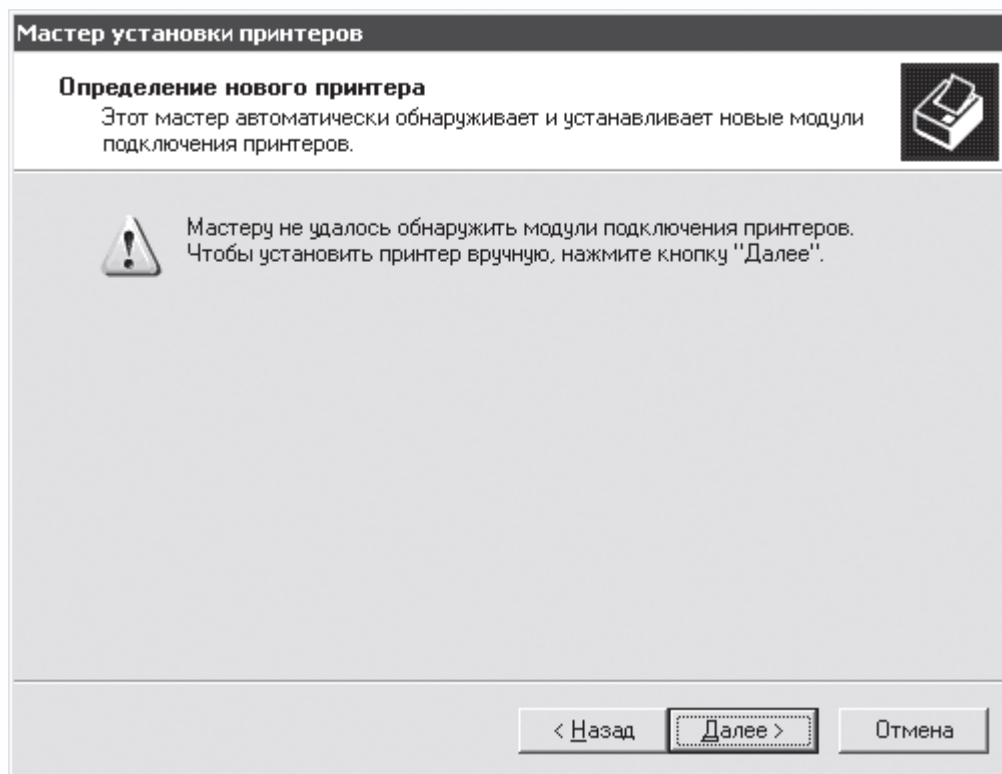 Мастер установки принтеров
Определение нового принтера
Этот мастер автоматически обнаруживает и устанавливает новые модули
подключения принтеров.
Мастеру не удалось обнаружить модули подключения принтеров.
Чтобы установить принтер вручную, нажмите кнопку "Далее".
< Назад
Далее >
Отмена